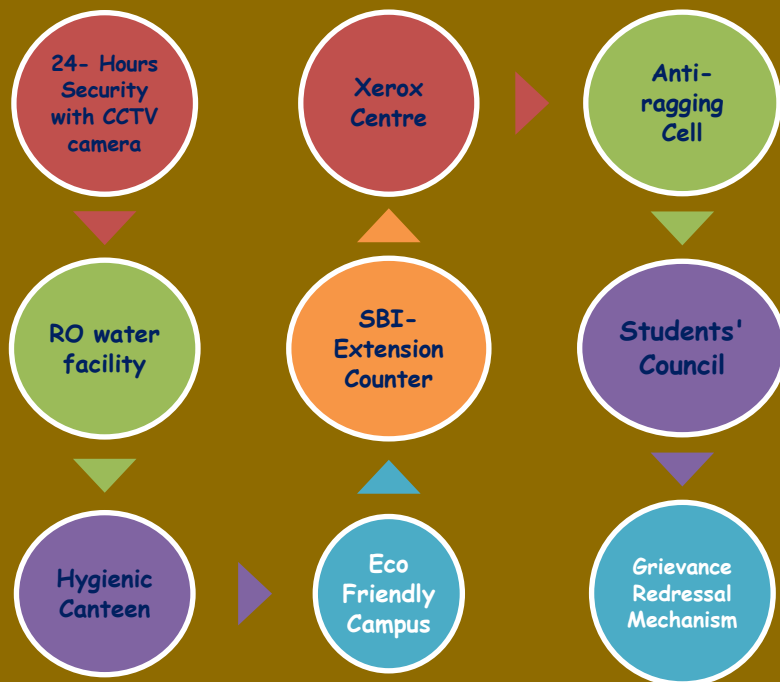 24- Hours
Security
with CCTV
camera
RO water
facility
Hygienic
Canteen
Eco
Friendly
Campus
SBI-
Extension
Counter
Xerox
Centre
Anti-
ragging
Cell
Students'
Council
Grievance
Redressal
Mechanism